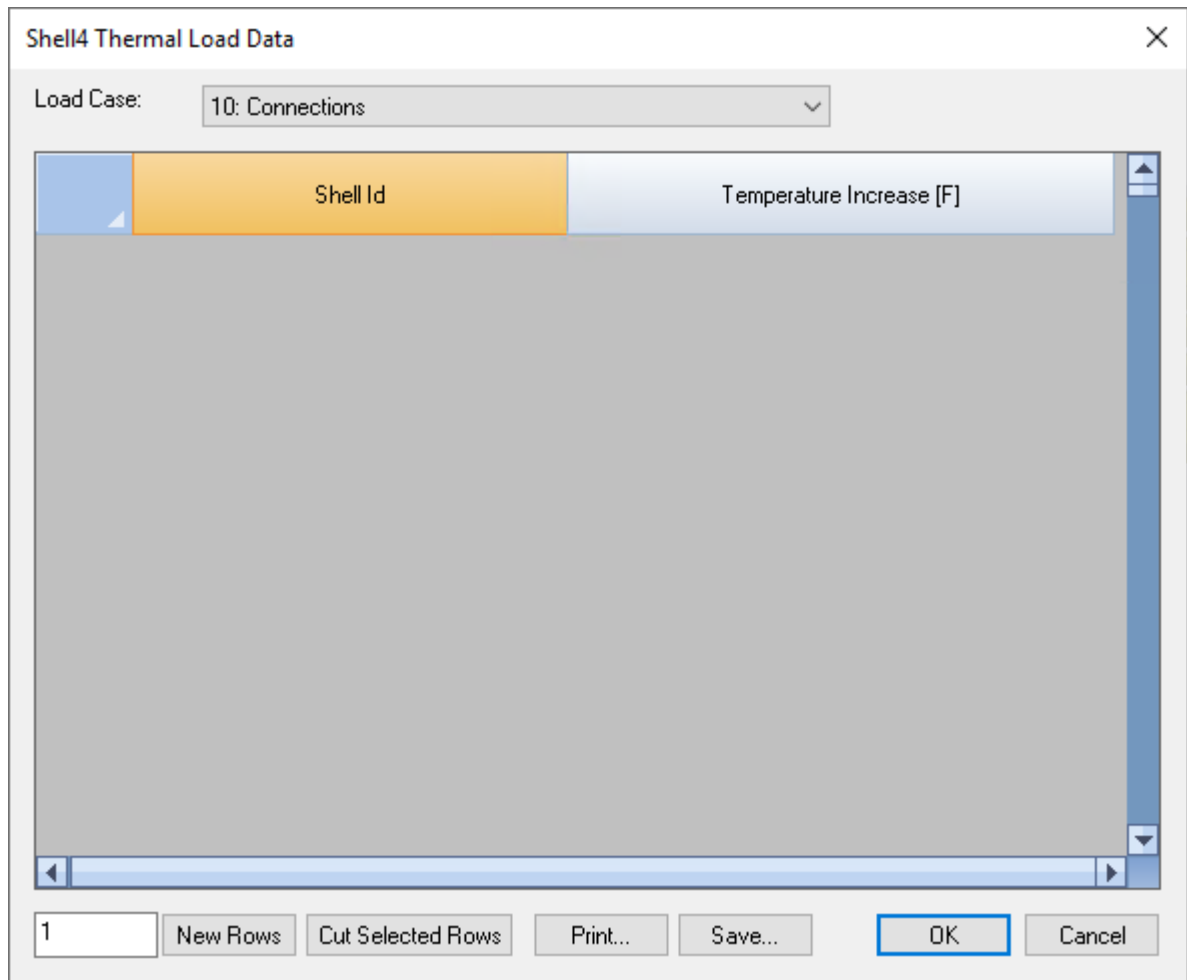 Shell4 Thermal Load Data
Load Case: 10: Connections
Shell Id Temperature Increase [F]
1 New Rows Cut Selected Rows Print... Save... OK Cancel